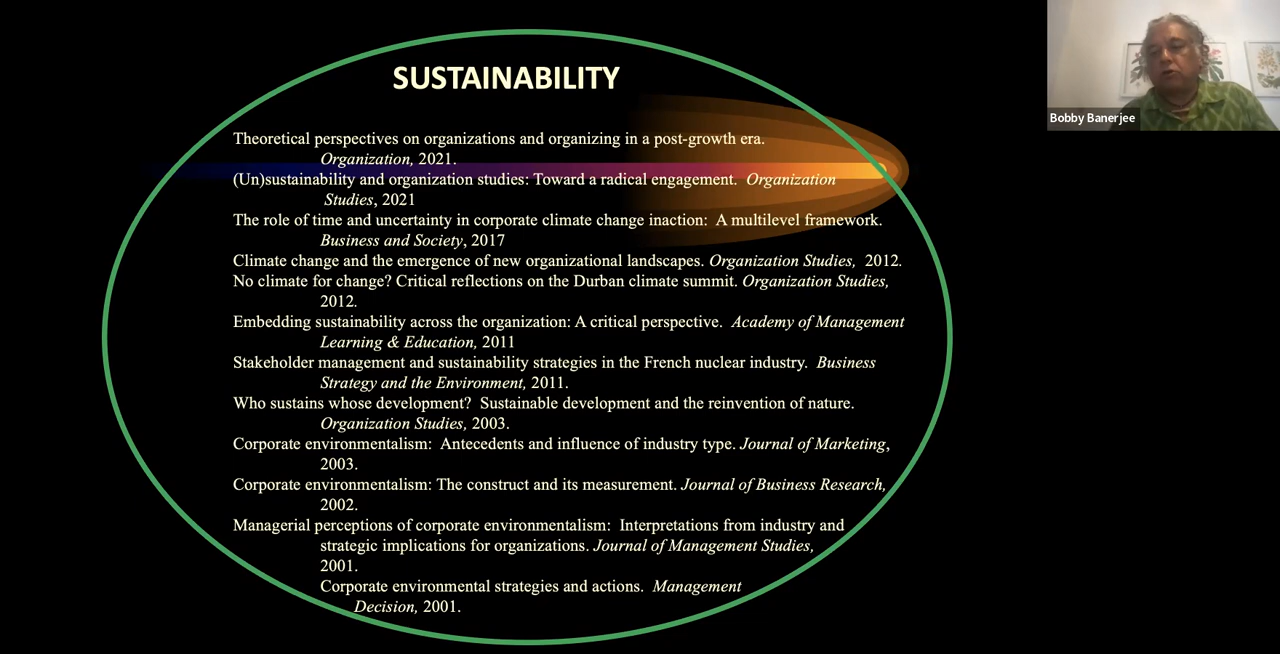 SUSTAINABILITY
Theoretical perspectives on organizations and organizing in a post-growth era.
Organization, 2021.
(Un)sustainability and organization studies: Toward a radical engagement. Organization
Studies, 2021
The role of time and uncertainty in corporate climate change inaction: A multilevel framework.
Business and Society, 2017
Climate change and the emergence of new organizational landscapes. Organization Studies, 2012.
No climate for change? Critical reflections on the Durban climate summit. Organization Studies,
2012.
Embedding sustainability across the organization: A critical perspective. Academy of Management
Learning & Education, 2011
Stakeholder management and sustainability strategies in the French nuclear industry. Business
Strategy and the Environment, 2011.
Who sustains whose development? Sustainable development and the reinvention of nature.
Organization Studies, 2003.
Corporate environmentalism: Antecedents and influence of industry type. Journal of Marketing,
2003.
Corporate environmentalism: The construct and its measurement. Journal of Business Research,
2002.
Managerial perceptions of corporate environmentalism: Interpretations from industry and
strategic implications for organizations. Journal of Management Studies,
2001.
Corporate environmental strategies and actions. Management
Decision, 2001.
Bobby Banerjee